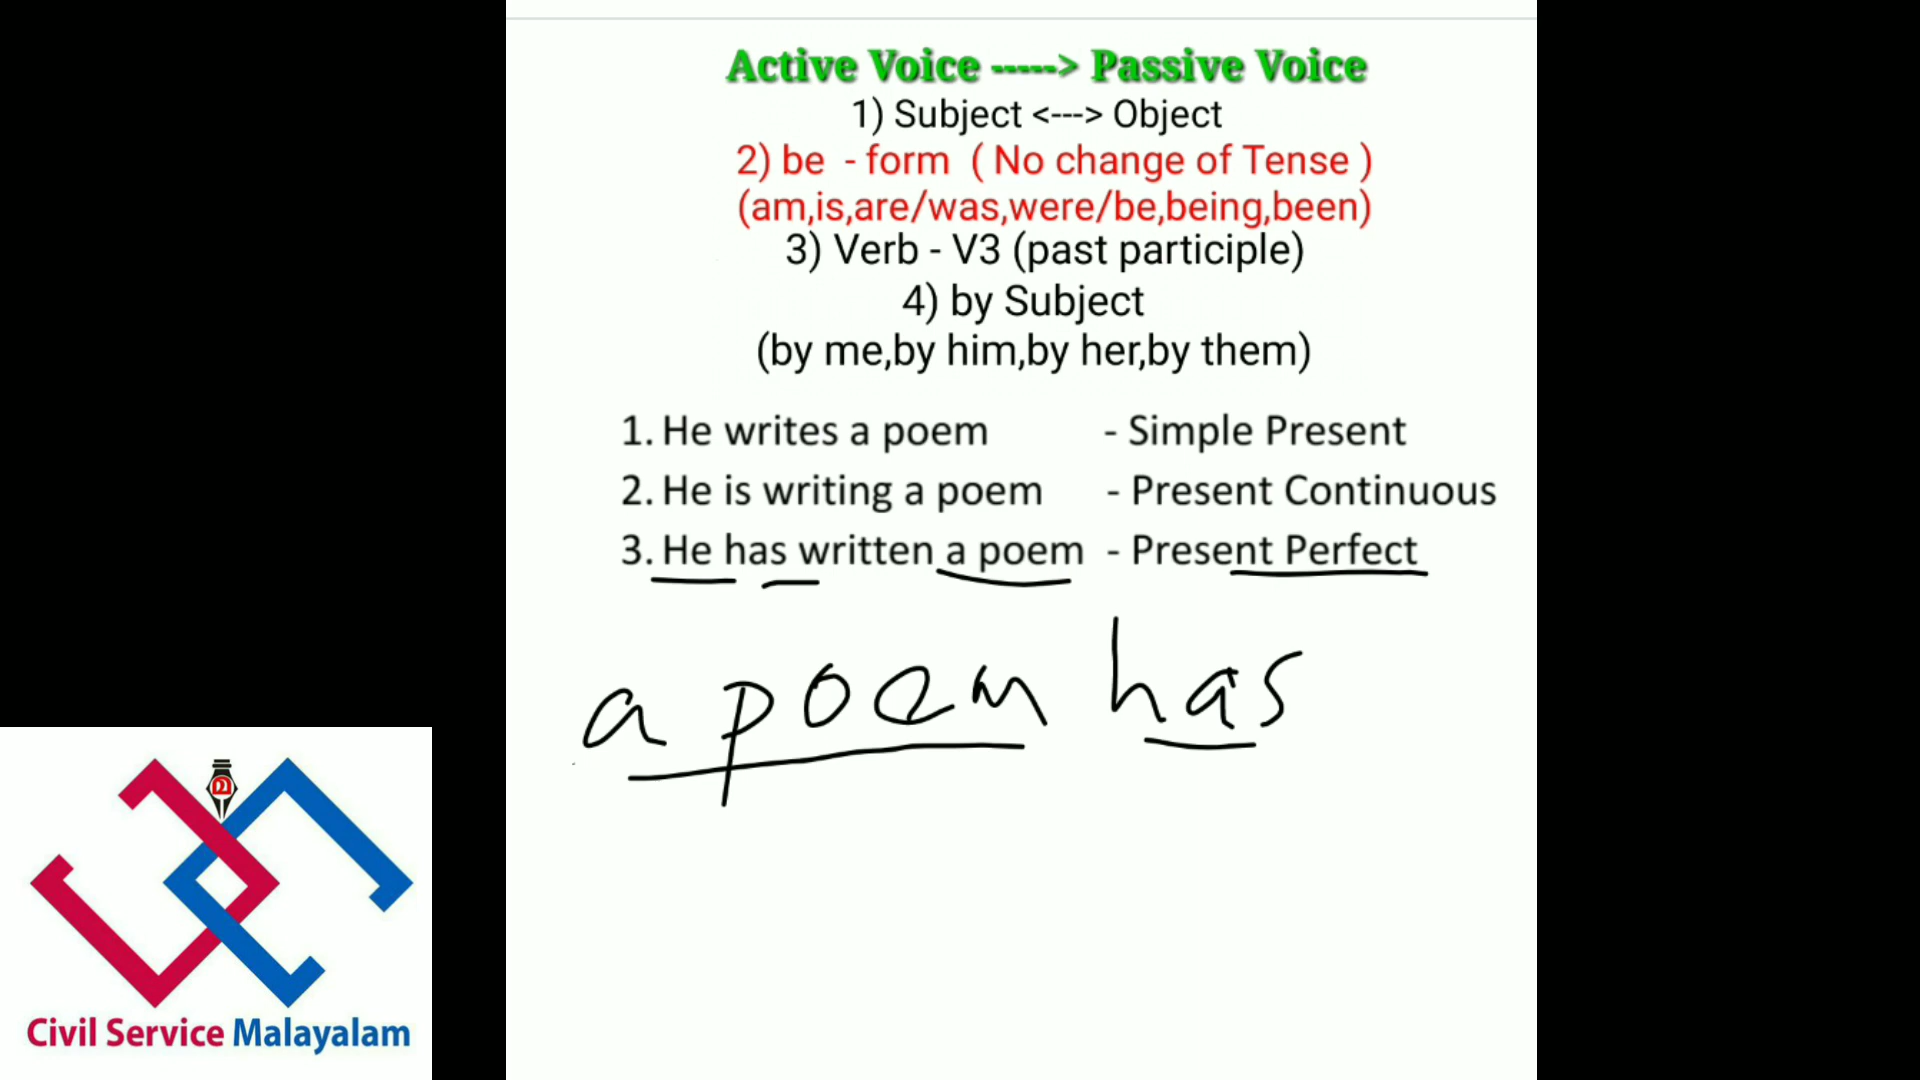 Active Voice -----> Passive Voice
1) Subject <---> Object
2) be - form ( No change of Tense )
(am,is,are/was,were/be,being,been)
3) Verb - V3 (past participle)
4) by Subject
(by me,by him,by her,by them)
1. He writes a poem - Simple Present
2. He is writing a poem - Present Continuous
3. He has written a poem - Present Perfect
a poem has
മ
Civil Service Malayalam